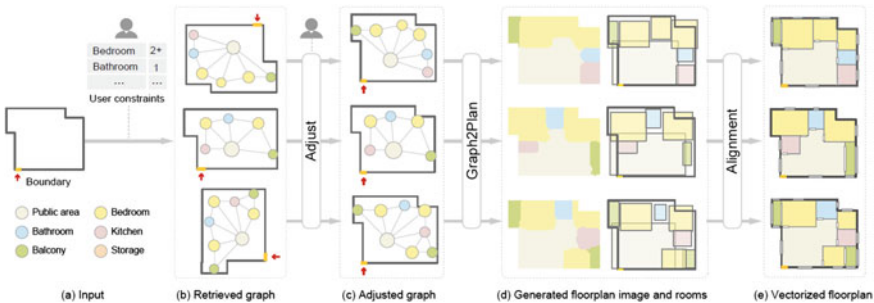 Bedroom 2+
Bathroom 1
... ...
User constraints
Boundary
Public area
Bedroom
Bathroom
Kitchen
Balcony
Storage
Adjust
Graph2Plan
Alignment
(a) Input
(b) Retrieved graph
(c) Adjusted graph
(d) Generated floorplan image and rooms
(e) Vectorized floorplan